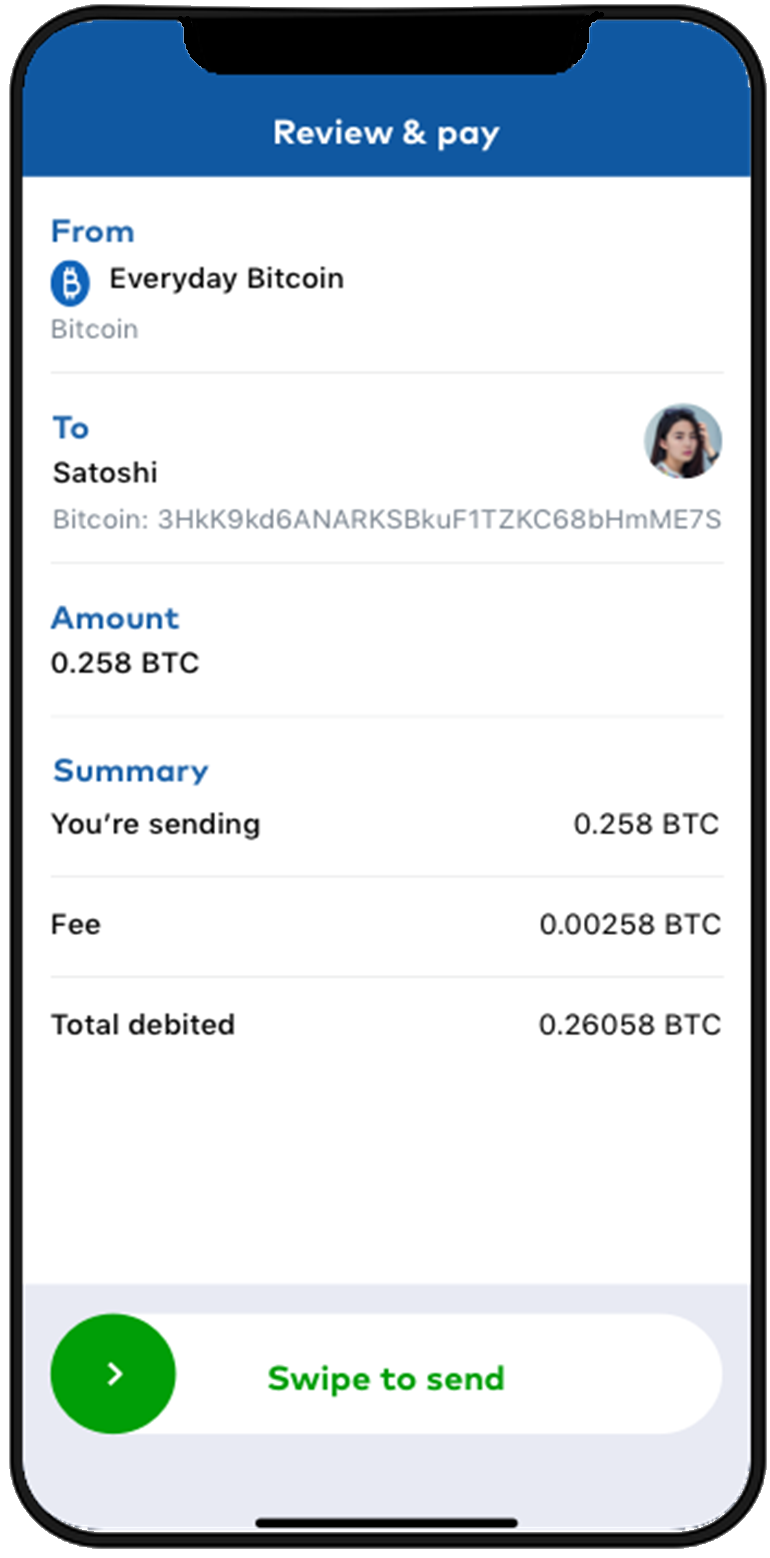 Review & pay
From
Everyday Bitcoin
Bitcoin
To
Satoshi
Bitcoin: 3HkK9kd6ANARKSBkuF1TZKC68bHmME7S
Amount
0.258 BTC
Summary
You’re sending 0.258 BTC
Fee 0.00258 BTC
Total debited 0.26058 BTC
Swipe to send